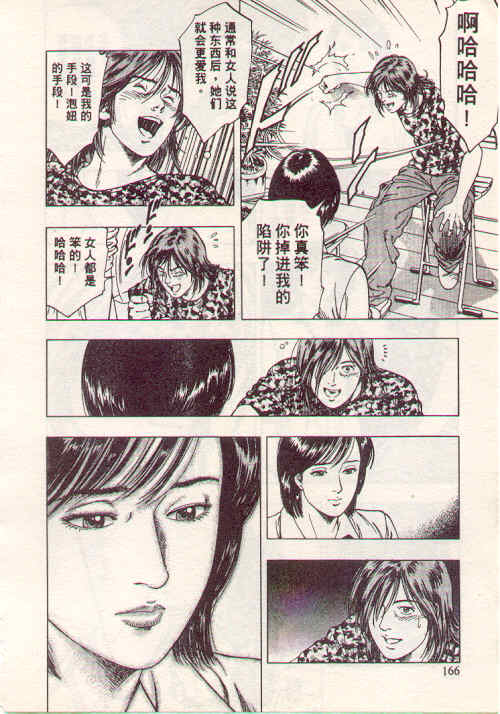 啊哈哈哈！
你真笨！
你掉进我的
陷阱了！
通常和女人说这
种东西后，她们
就会更爱我。
这可是我的
手段！泡妞
的手段！
女人都是
笨的！
哈哈哈！
166